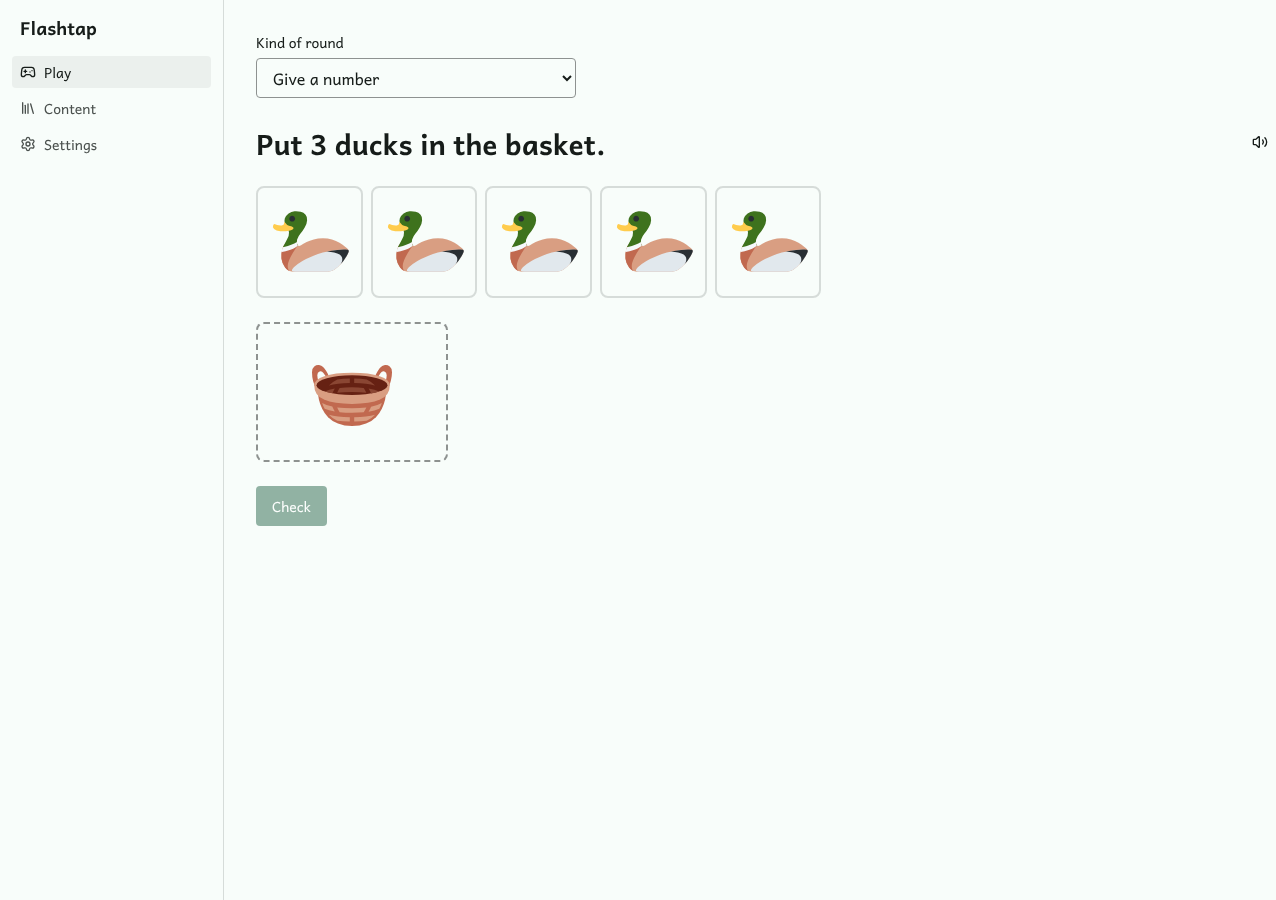 Flashtap
Play
Content
Settings
Kind of round
Give a number
Put 3 ducks in the basket.
Check